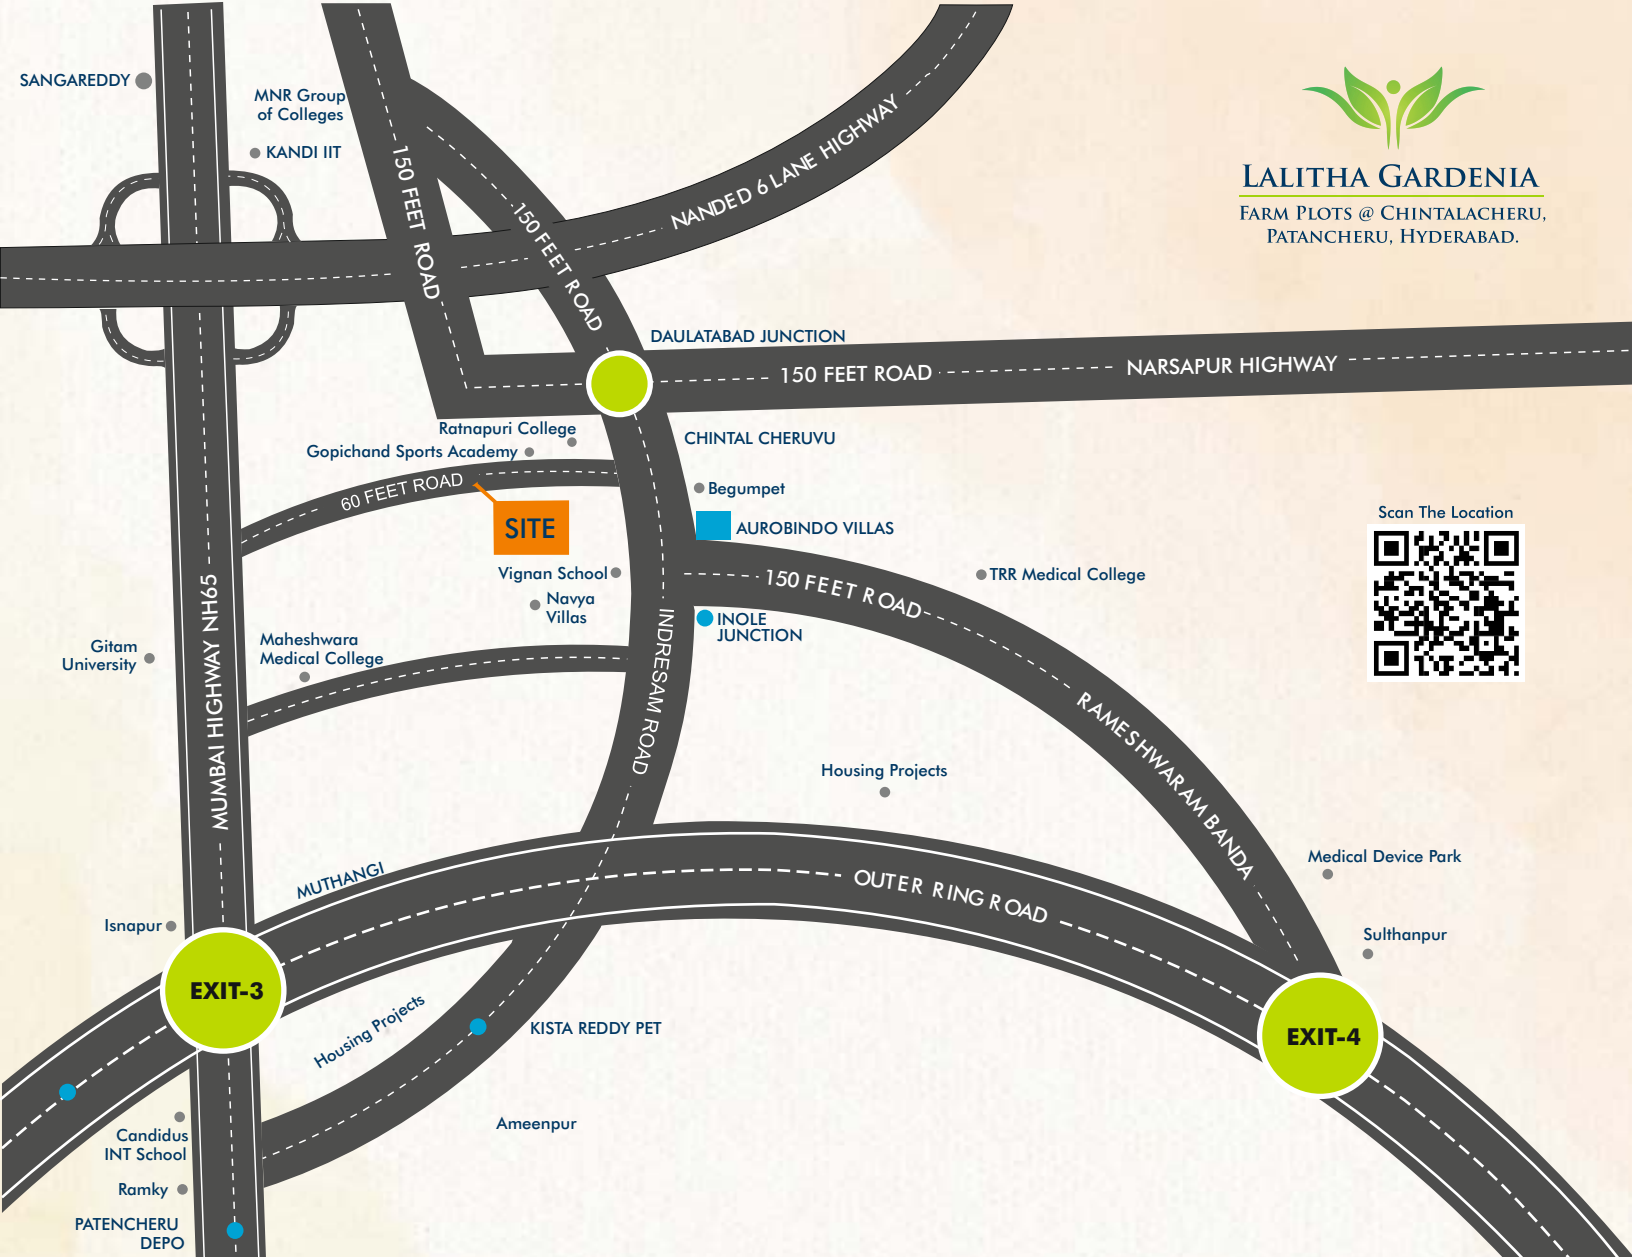 SANGAREDDY
MNR Group
of Colleges
KANDI IIT
150 FEET ROAD
150 FEET ROAD
NANDED 6 LANE HIGHWAY
LALITHA GARDENIA
FARM PLOTS @ CHINTALACHERU,
PATANCHERU, HYDERABAD.
DAULATABAD JUNCTION
150 FEET ROAD
NARSAPUR HIGHWAY
Ratnapuri College
Gopichand Sports Academy
CHINTAL CHERUVU
60 FEET ROAD
SITE
Begumpet
AUROBINDO VILLAS
Scan The Location
Vignan School
Navya
Villas
150 FEET ROAD
TRR Medical College
INOLE
JUNCTION
MUMBAI HIGHWAY NH65
Gitam
University
Maheshwara
Medical College
INDRESAM ROAD
RAMESHWARAM BANDA
Housing Projects
MUTHANGI
OUTER RING ROAD
Medical Device Park
Isnapur
Sulthanpur
EXIT-3
EXIT-4
Housing Projects
KISTA REDDY PET
Ameenpur
Candidus
INT School
Ramky
PATENCHERU
DEPO